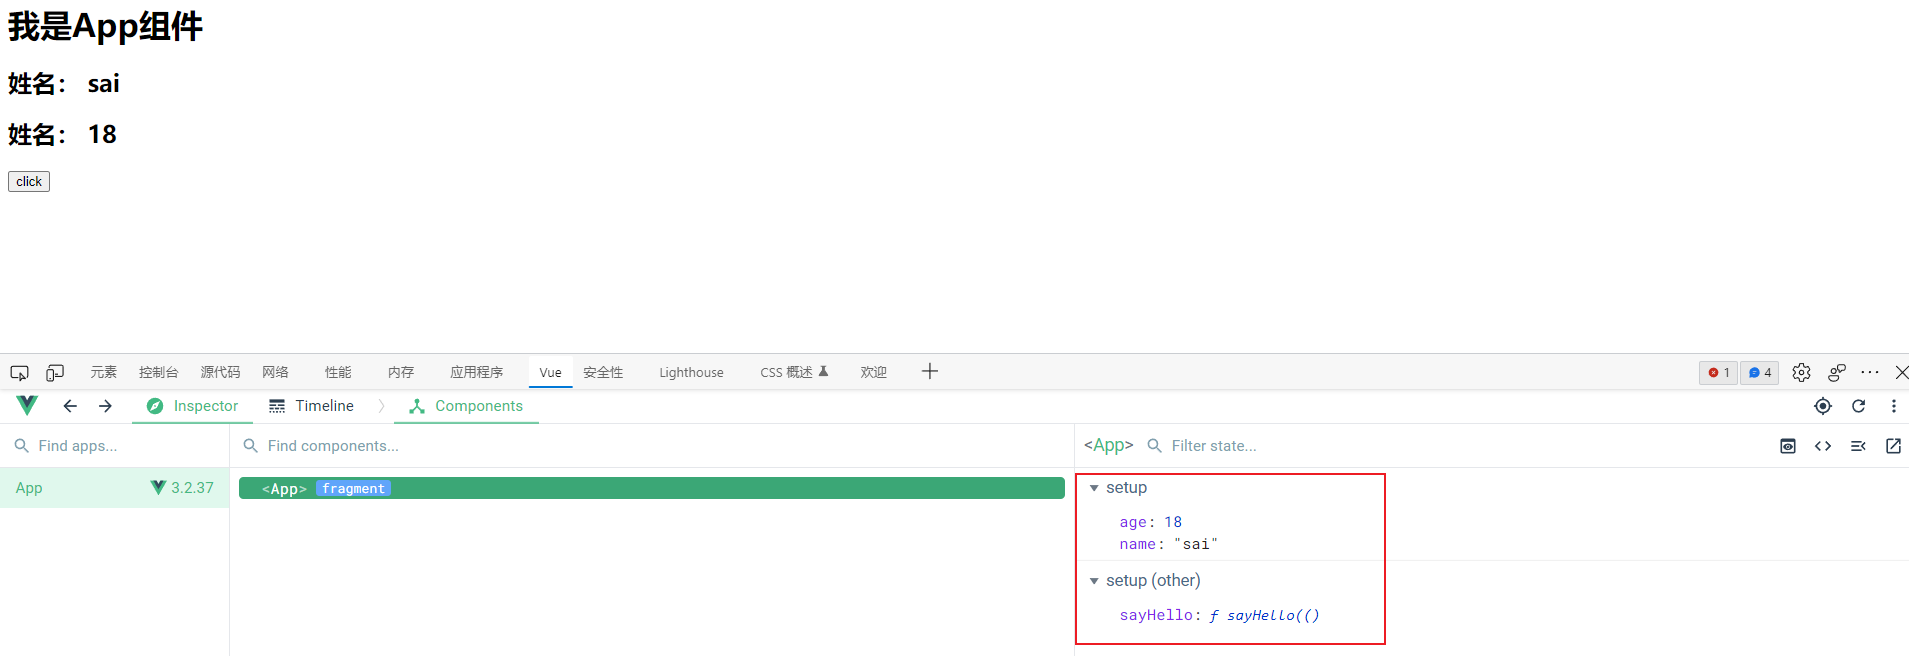 我是App组件
姓名： sai
姓名： 18
click
元素 控制台 源代码 网络 性能 内存 应用程序 Vue 安全性 Lighthouse CSS 概述 欢迎 1 4
Inspector Timeline Components
Find apps... Find components... <App> Filter state...
App 3.2.37 <App> fragment
setup
age: 18
name: "sai"
setup (other)
sayHello: ƒ sayHello(()